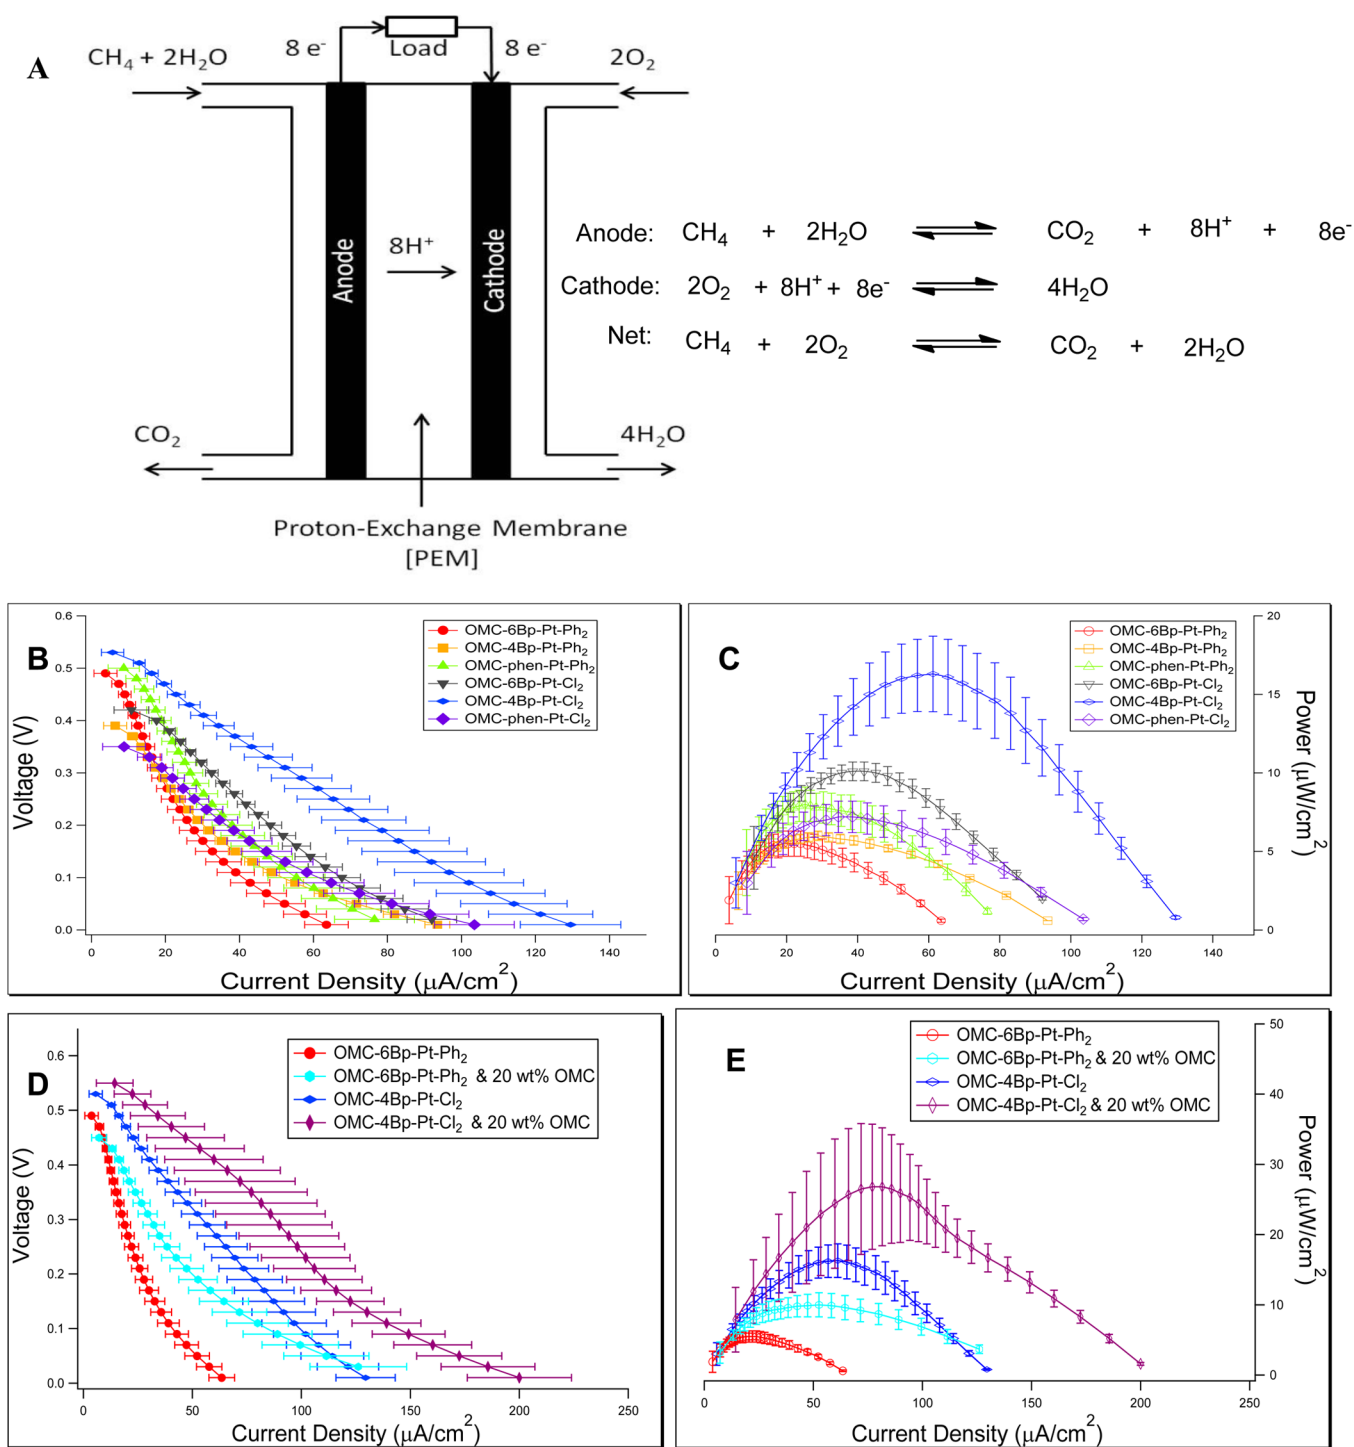 A
CH4 + 2H2O
8 e-
Load
8 e-
2O2
Anode
8H+
Cathode
CO2
4H2O
Proton-Exchange Membrane
[PEM]
Anode: CH4 + 2H2O ⇌ CO2 + 8H+ + 8e-
Cathode: 2O2 + 8H+ + 8e- ⇌ 4H2O
Net: CH4 + 2O2 ⇌ CO2 + 2H2O
B
OMC-6Bp-Pt-Ph2
OMC-4Bp-Pt-Ph2
OMC-phen-Pt-Ph2
OMC-6Bp-Pt-Cl2
OMC-4Bp-Pt-Cl2
OMC-phen-Pt-Cl2
Voltage (V)
0.6
0.5
0.4
0.3
0.2
0.1
0.0
0 20 40 60 80 100 120 140
Current Density (μA/cm2)
C
OMC-6Bp-Pt-Ph2
OMC-4Bp-Pt-Ph2
OMC-phen-Pt-Ph2
OMC-6Bp-Pt-Cl2
OMC-4Bp-Pt-Cl2
OMC-phen-Pt-Cl2
20
15
10
5
0
Power (μW/cm2)
0 20 40 60 80 100 120 140
Current Density (μA/cm2)
D
OMC-6Bp-Pt-Ph2
OMC-6Bp-Pt-Ph2 & 20 wt% OMC
OMC-4Bp-Pt-Cl2
OMC-4Bp-Pt-Cl2 & 20 wt% OMC
Voltage (V)
0.6
0.5
0.4
0.3
0.2
0.1
0.0
0 50 100 150 200 250
Current Density (μA/cm2)
E
OMC-6Bp-Pt-Ph2
OMC-6Bp-Pt-Ph2 & 20 wt% OMC
OMC-4Bp-Pt-Cl2
OMC-4Bp-Pt-Cl2 & 20 wt% OMC
50
40
30
20
10
0
Power (μW/cm2)
0 50 100 150 200 250
Current Density (μA/cm2)